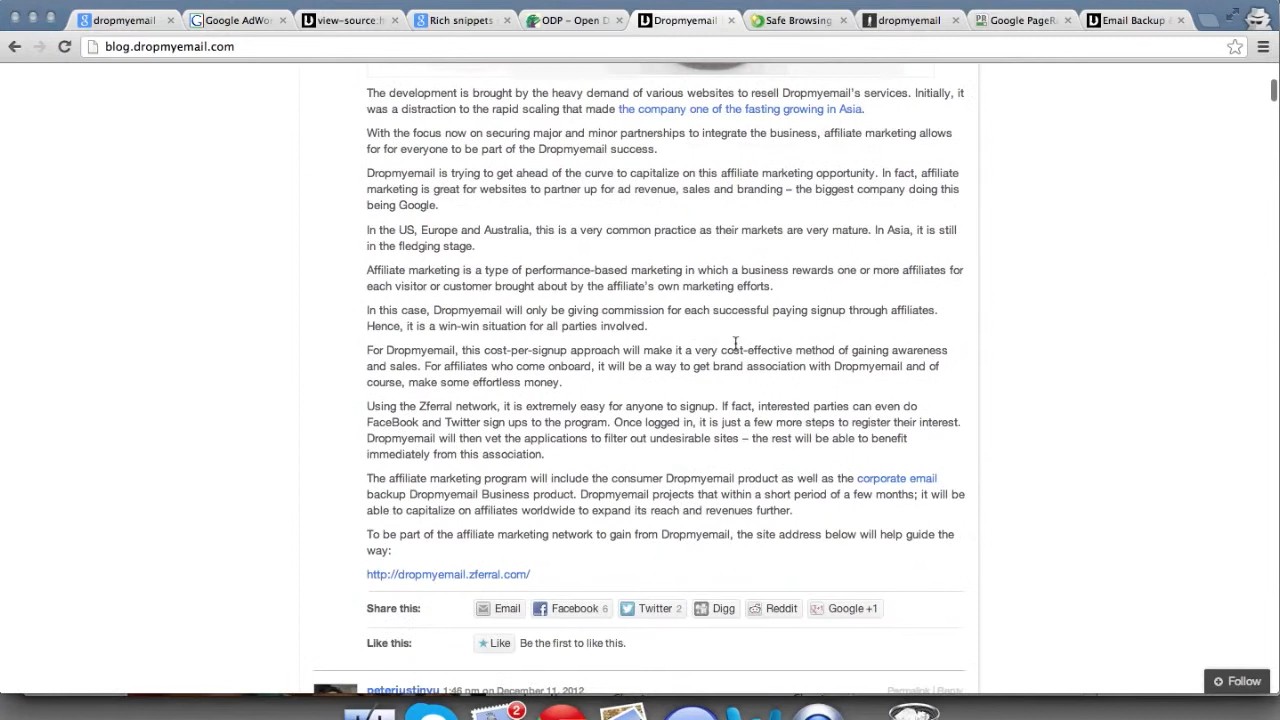 dropmyemail
Google AdWo
view-source:h
Rich snippets
ODP – Open D
Dropmyemail
Safe Browsing
dropmyemail
Google PageRa
Email Backup &
blog.dropmyemail.com
The development is brought by the heavy demand of various websites to resell Dropmyemail's services. Initially, it
was a distraction to the rapid scaling that made the company one of the fasting growing in Asia.
With the focus now on securing major and minor partnerships to integrate the business, affiliate marketing allows
for for everyone to be part of the Dropmyemail success.
Dropmyemail is trying to get ahead of the curve to capitalize on this affiliate marketing opportunity. In fact, affiliate
marketing is great for websites to partner up for ad revenue, sales and branding – the biggest company doing this
being Google.
In the US, Europe and Australia, this is a very common practice as their markets are very mature. In Asia, it is still
in the fledging stage.
Affiliate marketing is a type of performance-based marketing in which a business rewards one or more affiliates for
each visitor or customer brought about by the affiliate's own marketing efforts.
In this case, Dropmyemail will only be giving commission for each successful paying signup through affiliates.
Hence, it is a win-win situation for all parties involved.
For Dropmyemail, this cost-per-signup approach will make it a very cost-effective method of gaining awareness
and sales. For affiliates who come onboard, it will be a way to get brand association with Dropmyemail and of
course, make some effortless money.
Using the Zferral network, it is extremely easy for anyone to signup. If fact, interested parties can even do
FaceBook and Twitter sign ups to the program. Once logged in, it is just a few more steps to register their interest.
Dropmyemail will then vet the applications to filter out undesirable sites – the rest will be able to benefit
immediately from this association.
The affiliate marketing program will include the consumer Dropmyemail product as well as the corporate email
backup Dropmyemail Business product. Dropmyemail projects that within a short period of a few months; it will be
able to capitalize on affiliates worldwide to expand its reach and revenues further.
To be part of the affiliate marketing network to gain from Dropmyemail, the site address below will help guide the
way:
http://dropmyemail.zferral.com/
Share this: Email Facebook 6 Twitter 2 Digg Reddit Google +1
Like this: Like Be the first to like this.
Follow
peterjustinyu 1:46 pm on December 11, 2012 Permalink | Reply
2